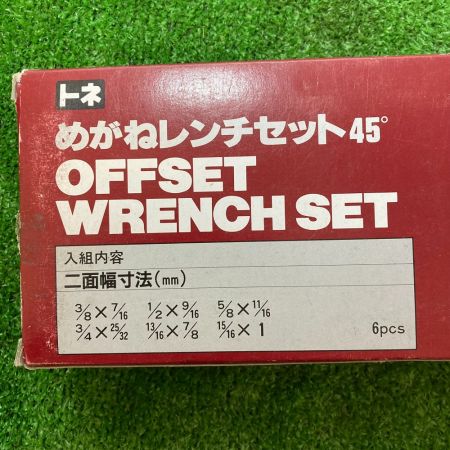 トネ
めがねレンチセット45°
OFFSET
WRENCH SET
入組内容
二面幅寸法(mm)
3/8×7/16 1/2×9/16 5/8×11/16
3/4×25/32 13/16×7/8 15/16×1 6pcs